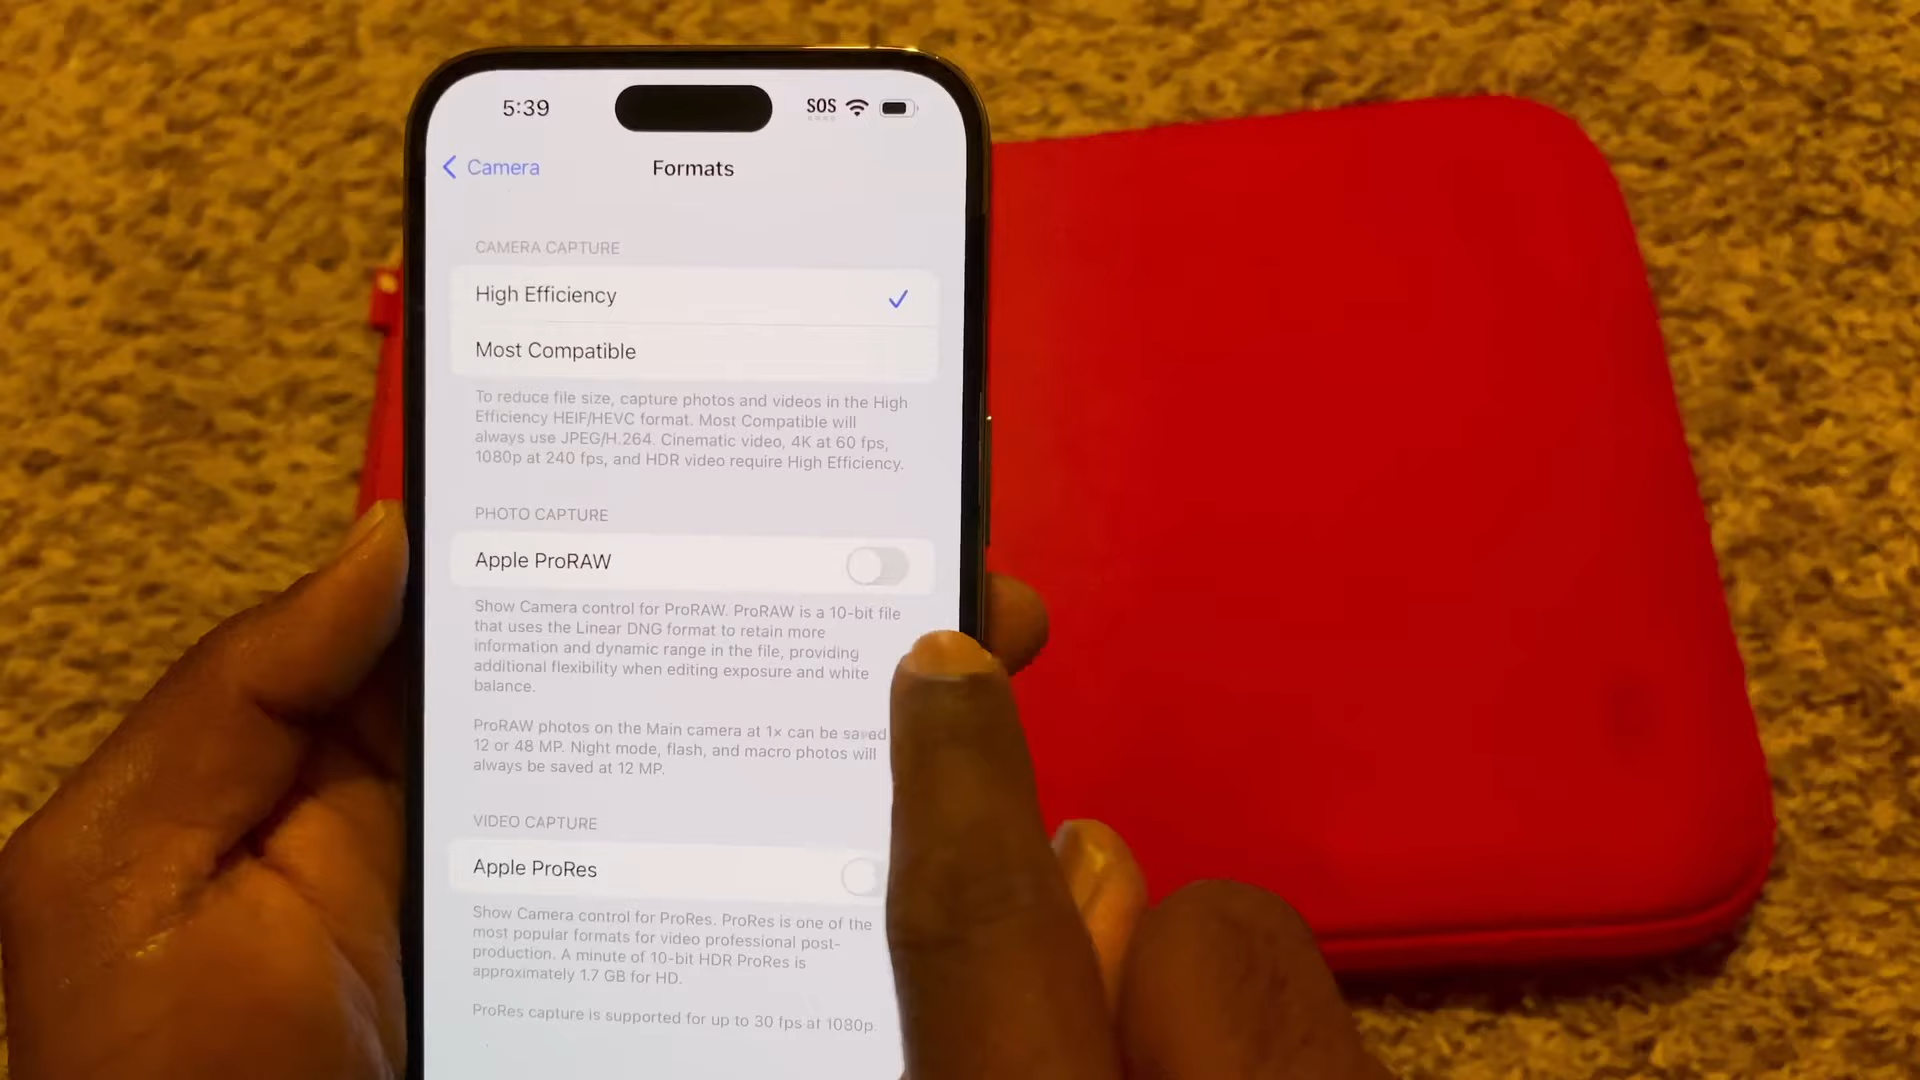 5:39
SOS
Camera
Formats
CAMERA CAPTURE
High Efficiency
Most Compatible
To reduce file size, capture photos and videos in the High
Efficiency HEIF/HEVC format. Most Compatible will
always use JPEG/H.264. Cinematic video, 4K at 60 fps,
1080p at 240 fps, and HDR video require High Efficiency.
PHOTO CAPTURE
Apple ProRAW
Show Camera control for ProRAW. ProRAW is a 10-bit file
that uses the Linear DNG format to retain more
information and dynamic range in the file, providing
additional flexibility when editing exposure and white
balance.
ProRAW photos on the Main camera at 1x can be saved
12 or 48 MP. Night mode, flash, and macro photos will
always be saved at 12 MP.
VIDEO CAPTURE
Apple ProRes
Show Camera control for ProRes. ProRes is one of the
most popular formats for video professional post-
production. A minute of 10-bit HDR ProRes is
approximately 1.7 GB for HD.
ProRes capture is supported for up to 30 fps at 1080p.